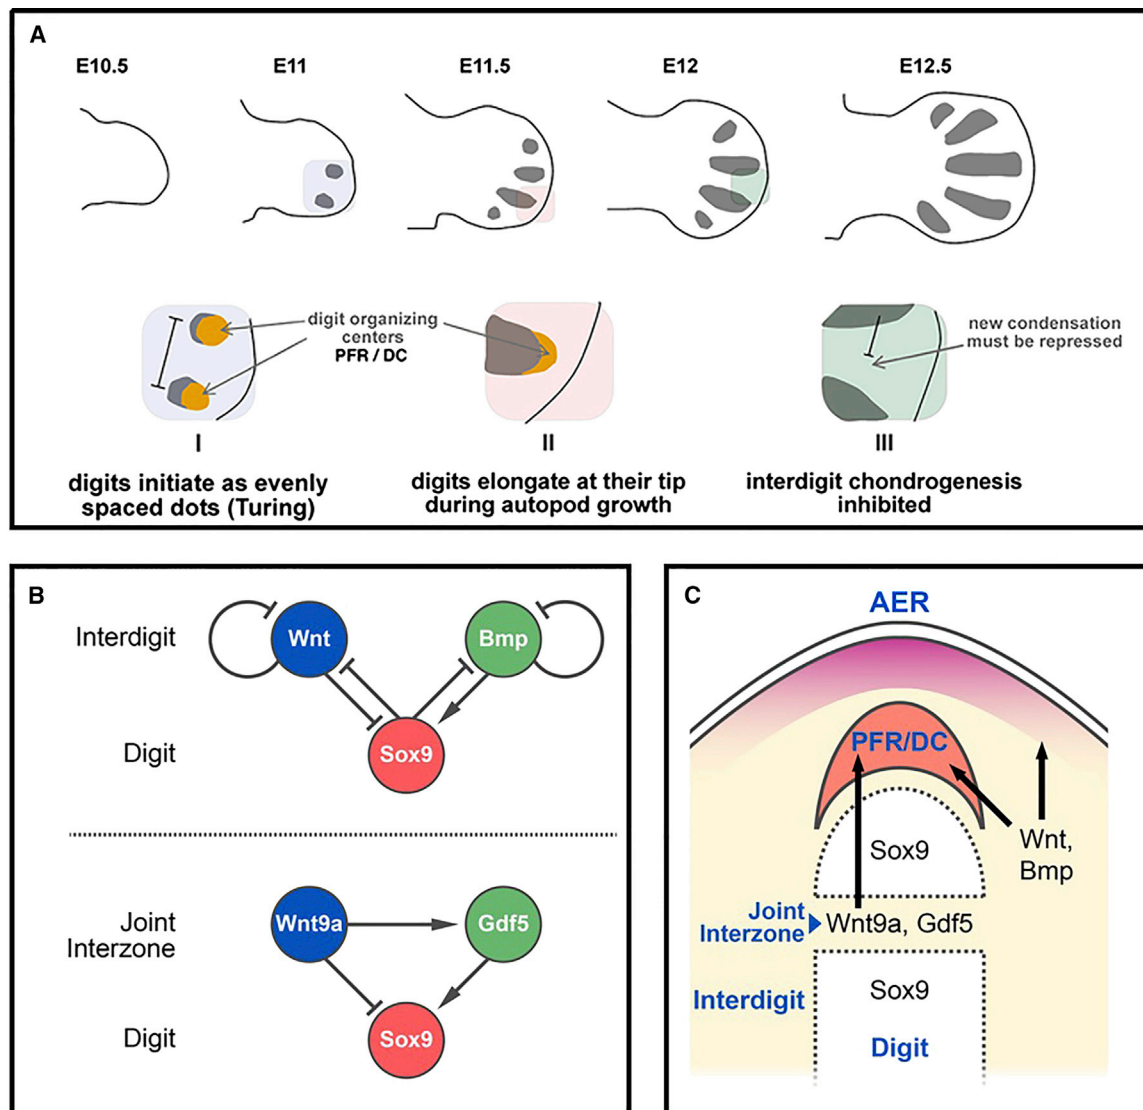 A
E10.5
E11
E11.5
E12
E12.5
digit organizing
centers
PFR / DC
new condensation
must be repressed
I
II
III
digits initiate as evenly
spaced dots (Turing)
digits elongate at their tip
during autopod growth
interdigit chondrogenesis
inhibited
B
Interdigit
Wnt
Bmp
Digit
Sox9
Joint
Interzone
Wnt9a
Gdf5
Digit
Sox9
C
AER
PFR/DC
Sox9
Wnt,
Bmp
Joint
Interzone
Wnt9a, Gdf5
Interdigit
Sox9
Digit